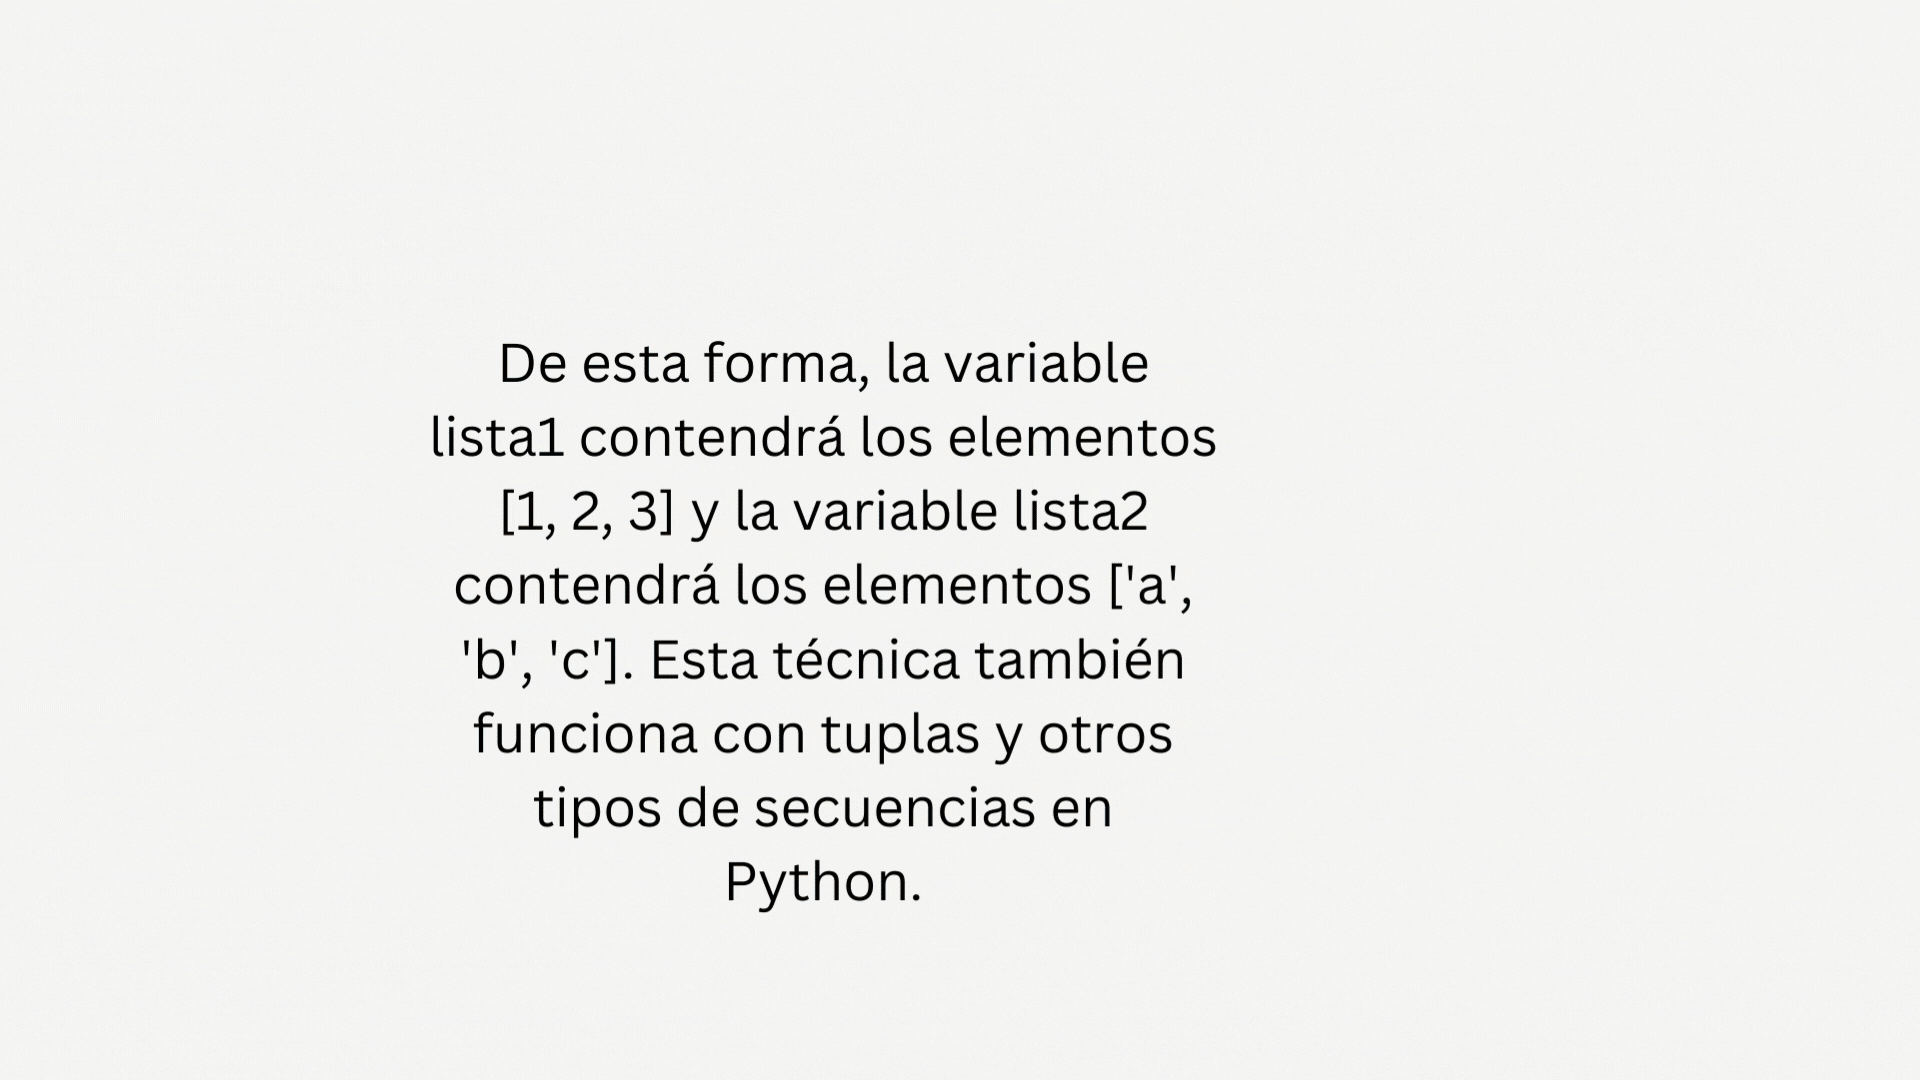 De esta forma, la variable
lista1 contendrá los elementos
[1, 2, 3] y la variable lista2
contendrá los elementos ['a',
'b', 'c']. Esta técnica también
funciona con tuplas y otros
tipos de secuencias en
Python.